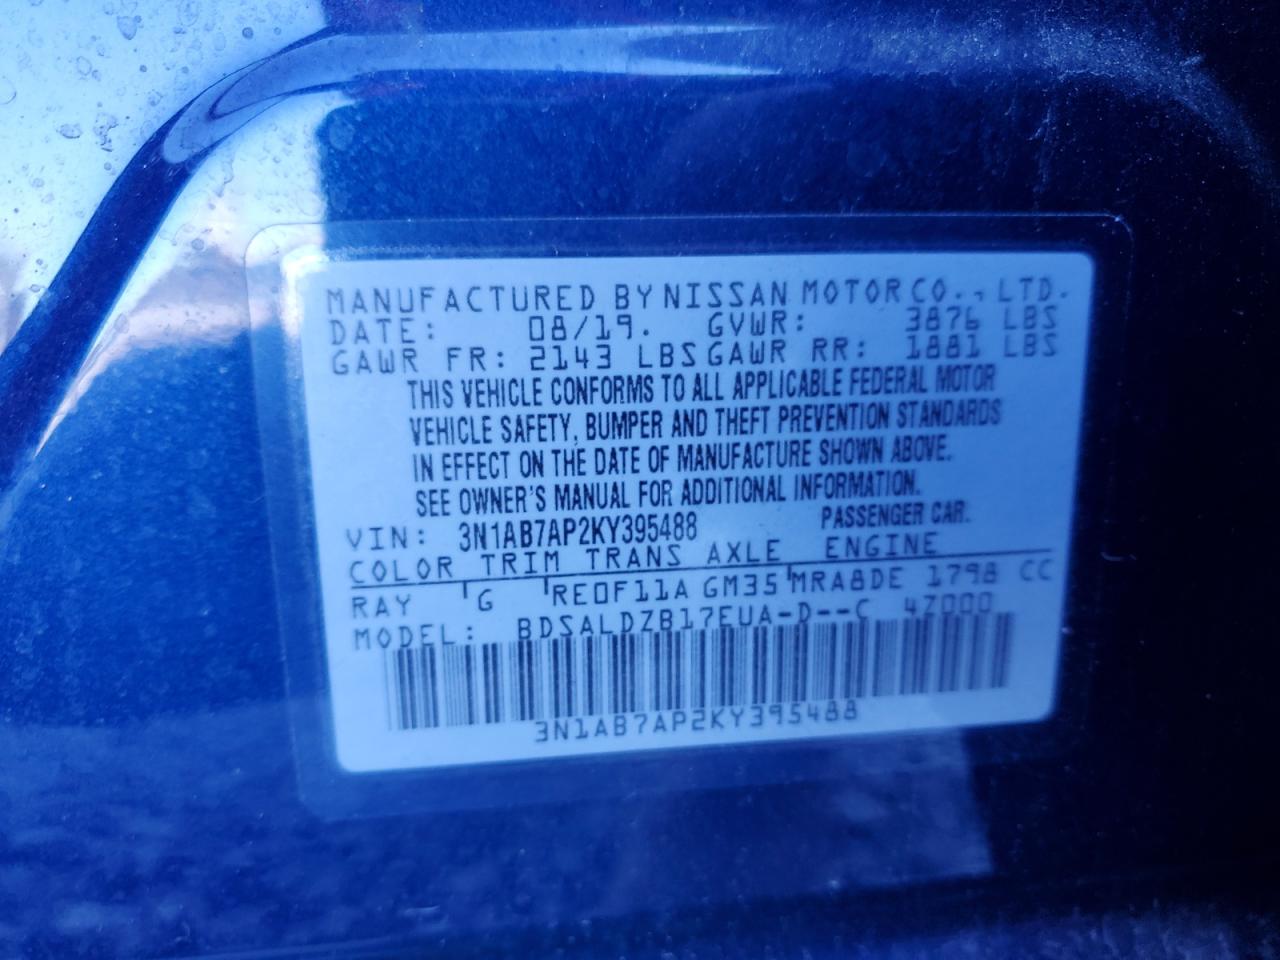 MANUFACTURED BY NISSAN MOTOR CO., LTD.
DATE: 08/19. GVWR: 3876 LBS
GAWR FR: 2143 LBS GAWR RR: 1881 LBS
THIS VEHICLE CONFORMS TO ALL APPLICABLE FEDERAL MOTOR
VEHICLE SAFETY, BUMPER AND THEFT PREVENTION STANDARDS
IN EFFECT ON THE DATE OF MANUFACTURE SHOWN ABOVE.
SEE OWNER'S MANUAL FOR ADDITIONAL INFORMATION.
VIN: 3N1AB7AP2KY395488 PASSENGER CAR.
COLOR TRIM TRANS AXLE ENGINE
RAY G RE0F11A GM35 MRA8DE 1798 CC
MODEL: BDSALDZB17EUA-D--C 47000
3N1AB7AP2KY395488